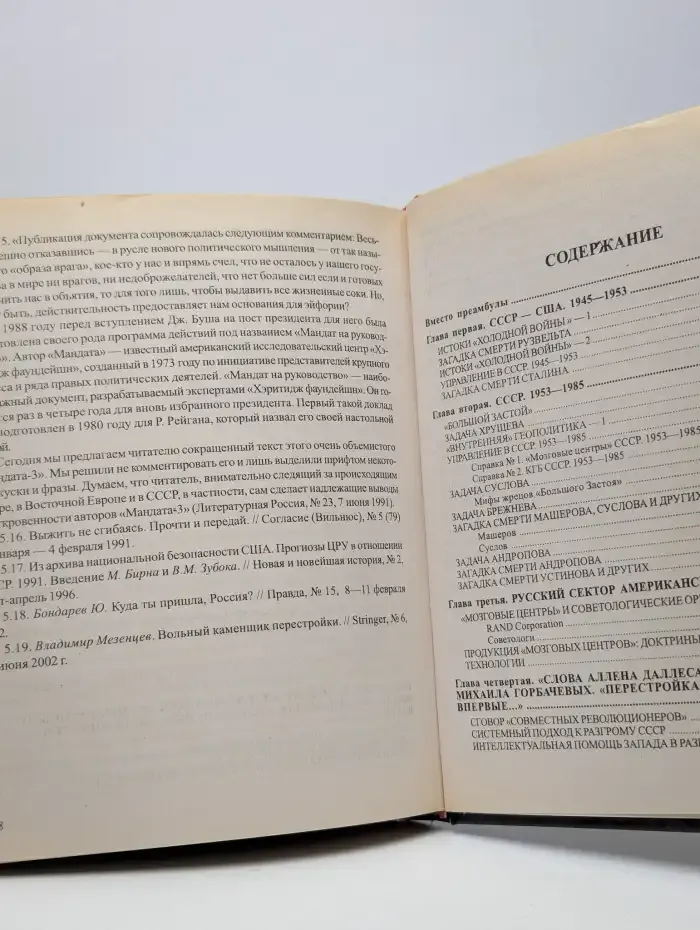 5. «Публикация документа сопровождалась следующим комментарием: Весь-
ешно отказавшись — в русле нового политического мышления — от так назы-
го «образа врага», кое-кто у нас и впрямь счел, что не осталось у нашего госу-
ва в мире ни врагов, ни недоброжелателей, что нет больше сил если и готовых
чить нас в объятия, то для того лишь, чтобы выдавить все жизненные соки. Но,
т быть, действительность предоставляет нам основания для эйфории?
1988 году перед вступлением Дж. Буша на пост президента для него была
отовлена своего рода программа действий под названием «Мандат на руковод-
о». Автор «Мандата» — известный американский исследовательский центр «Хэ-
дж фаундейшн», созданный в 1973 году по инициативе представителей крупного
еса и ряда правых политических деятелей. «Мандат на руководство» — наибо-
ажный документ, разрабатываемый экспертами «Хэритидж фаундейшн». Он го-
ся раз в четыре года для вновь избранного президента. Первый такой доклад
подготовлен в 1980 году для Р. Рейгана, который назвал его своей настольной
ой.
Сегодня мы предлагаем читателю сокращенный текст этого очень объемистого
ндата-3». Мы решили не комментировать его и лишь выделили шрифтом некото-
куски и фразы. Думаем, что читатель, внимательно следящий за происходящим
ре, в Восточной Европе и в СССР, в частности, сам сделает надлежащие выводы
ткровенности авторов «Мандата-3» (Литературная Россия, № 23, 7 июня 1991).
5.16. Выжить не сгибаясь. Прочти и передай. // Согласие (Вильнюс), № 5 (79)
нваря — 4 февраля 1991.
5.17. Из архива национальной безопасности США. Прогнозы ЦРУ в отношении
СР. 1991. Введение М. Бирна и В.М. Зубока. // Новая и новейшая история, № 2,
т-апрель 1996.
5.18. Бондарев Ю. Куда ты пришла, Россия? // Правда, № 15, 8—11 февраля
2.
5.19. Владимир Мезенцев. Вольный каменщик перестройки. // Stringer, № 6,
июня 2002 г.
8
СОДЕРЖАНИЕ
Вместо преамбулы
Глава первая. СССР — США. 1945—1953
ИСТОКИ «ХОЛОДНОЙ ВОЙНЫ» — 1
ЗАГАДКА СМЕРТИ РУЗВЕЛЬТА
ИСТОКИ «ХОЛОДНОЙ ВОЙНЫ» — 2
УПРАВЛЕНИЕ В СССР. 1945—1953
ЗАГАДКА СМЕРТИ СТАЛИНА
Глава вторая. СССР. 1953—1985
«БОЛЬШОЙ ЗАСТОЙ»
ЗАДАЧА ХРУЩЕВА
«ВНУТРЕННЯЯ» ГЕОПОЛИТИКА — 1
УПРАВЛЕНИЕ В СССР. 1953—1985
Справка № 1. «Мозговые центры» СССР. 1953—1985
Справка № 2. КГБ СССР. 1953—1985
ЗАДАЧА СУСЛОВА
Мифы жрецов «Большого Застоя»
ЗАДАЧА БРЕЖНЕВА
ЗАГАДКА СМЕРТИ МАШЕРОВА, СУСЛОВА И ДРУГИХ
Машеров
Суслов
ЗАДАЧА АНДРОПОВА
ЗАГАДКА СМЕРТИ АНДРОПОВА
ЗАГАДКА СМЕРТИ УСТИНОВА И ДРУГИХ
Глава третья. РУССКИЙ СЕКТОР АМЕРИКАНС
«МОЗГОВЫЕ ЦЕНТРЫ» И СОВЕТОЛОГИЧЕСКИЕ ОР
RAND Corporation
Советологи
ПРОДУКЦИЯ «МОЗГОВЫХ ЦЕНТРОВ»: ДОКТРИНЫ
ТЕХНОЛОГИИ
Глава четвертая. «СЛОВА АЛЛЕНА ДАЛЛЕСА
МИХАИЛА ГОРБАЧЕВЫХ. «ПЕРЕСТРОЙКА
ВПЕРВЫЕ...»
СГОВОР «СОВМЕСТНЫХ РЕВОЛЮЦИОНЕРОВ»
СИСТЕМНЫЙ ПОДХОД К РАЗГРОМУ СССР
ИНТЕЛЛЕКТУАЛЬНАЯ ПОМОЩЬ ЗАПАДА В РАЗ